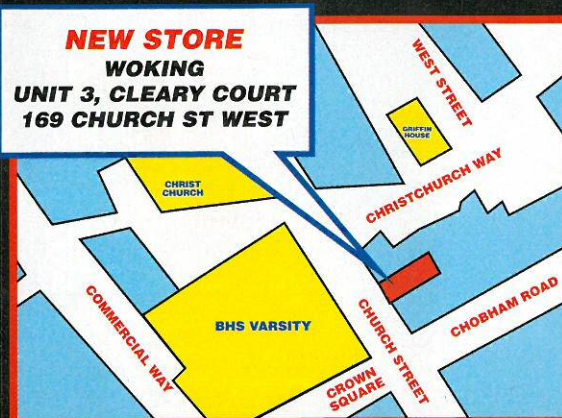 NEW STORE
WOKING
UNIT 3, CLEARY COURT
169 CHURCH ST WEST
WEST STREET
GRIFFIN
HOUSE
CHRISTCHURCH WAY
CHRIST
CHURCH
COMMERCIAL WAY
BHS VARSITY
CHURCH STREET
CHOBHAM ROAD
CROWN
SQUARE